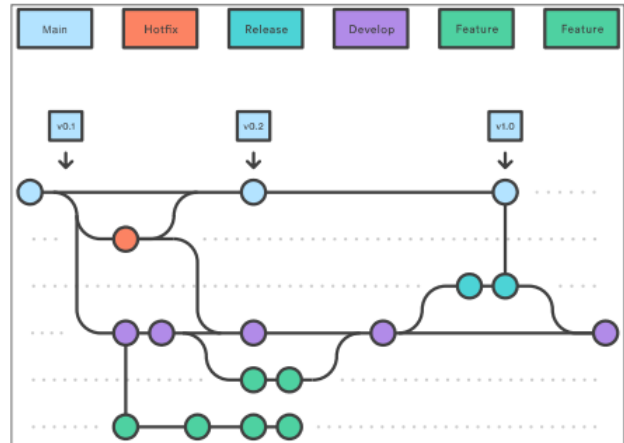 Main
Hotfix
Release
Develop
Feature
Feature
v0.1
v0.2
v1.0